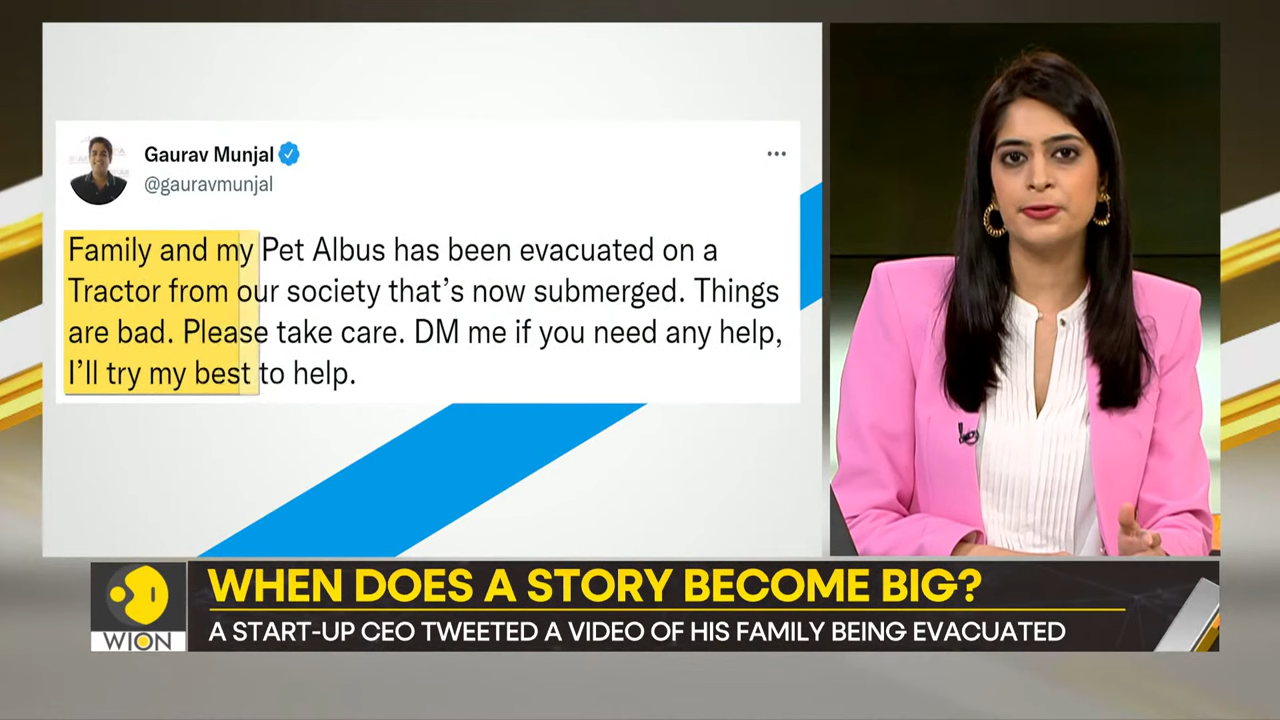 Gaurav Munjal
@gauravmunjal
Family and my Pet Albus has been evacuated on a
Tractor from our society that's now submerged. Things
are bad. Please take care. DM me if you need any help,
I'll try my best to help.
WHEN DOES A STORY BECOME BIG?
A START-UP CEO TWEETED A VIDEO OF HIS FAMILY BEING EVACUATED
WION